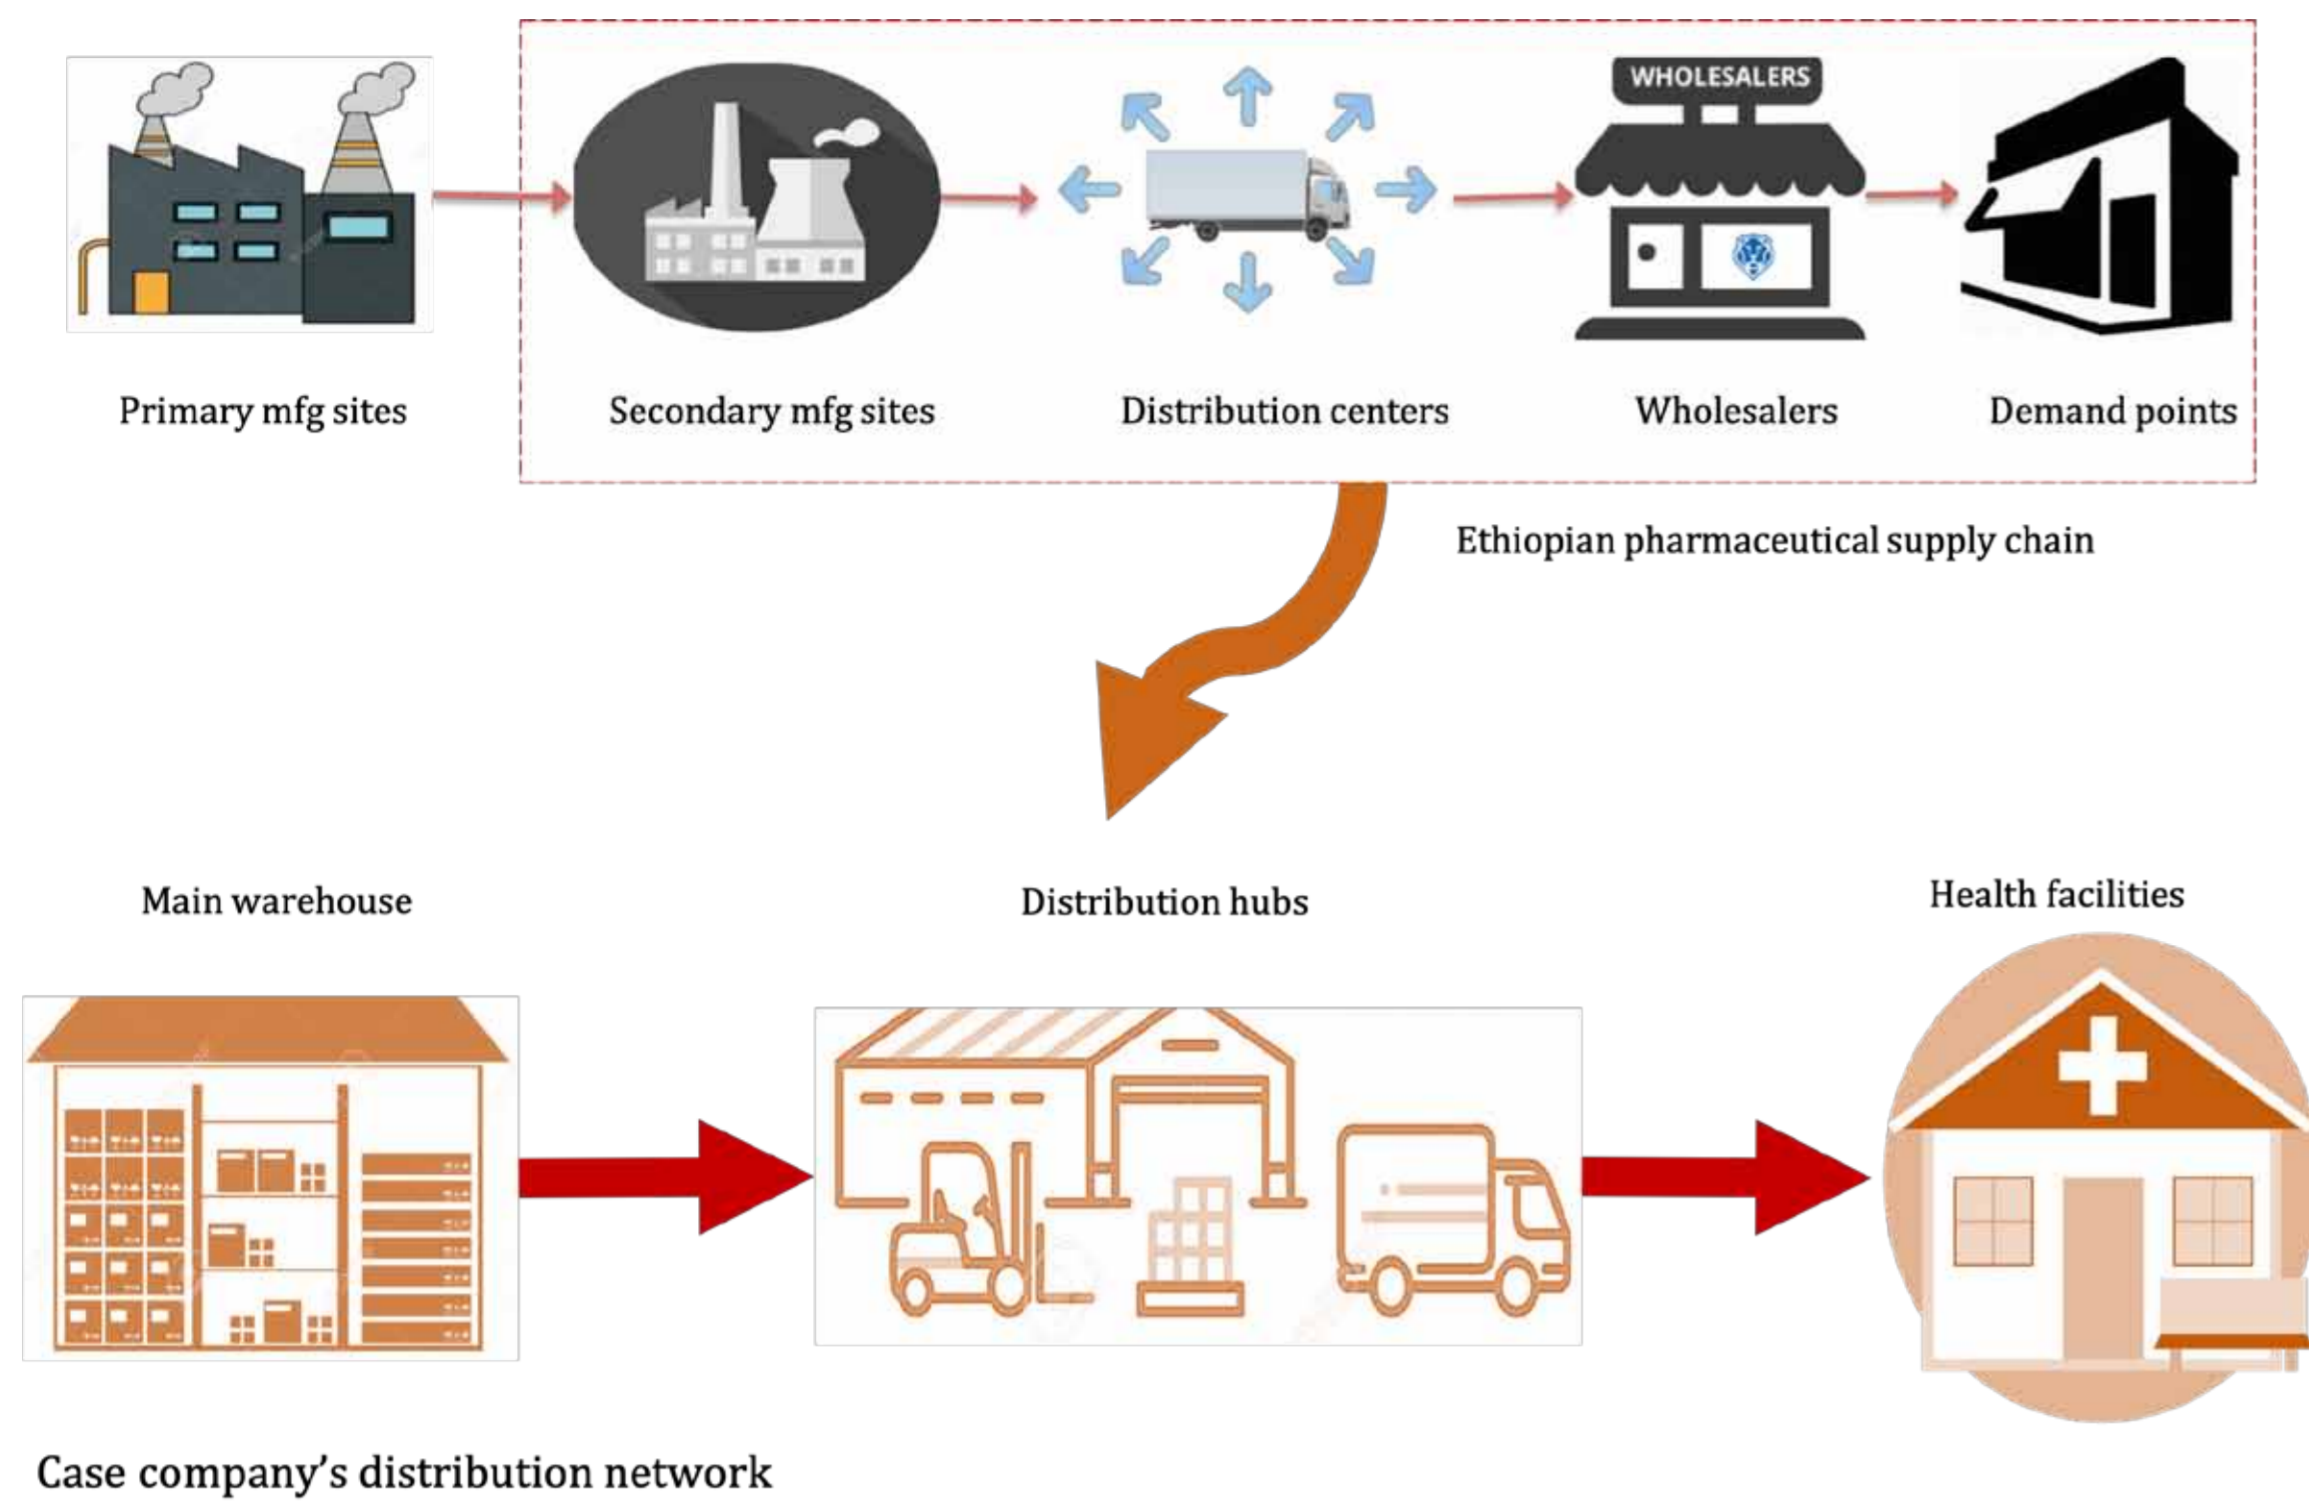 WHOLESALERS
Primary mfg sites
Secondary mfg sites
Distribution centers
Wholesalers
Demand points
Ethiopian pharmaceutical supply chain
Main warehouse
Distribution hubs
Health facilities
Case company’s distribution network